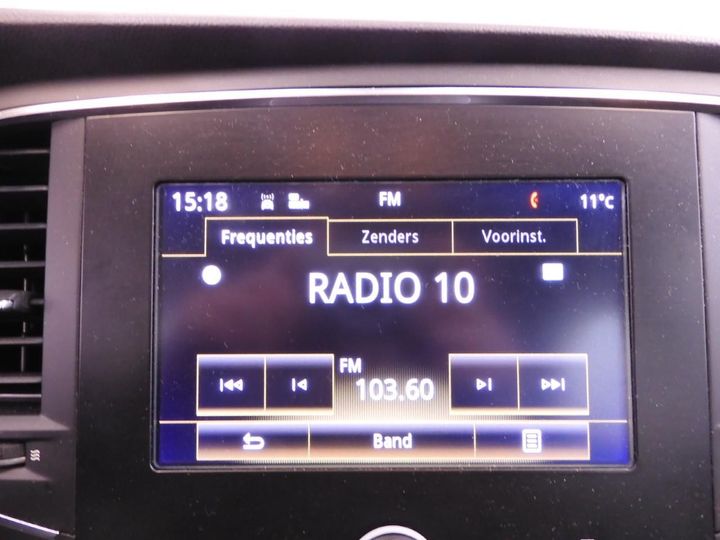 15:18 FM 11°C
Frequenties Zenders Voorinst.
RADIO 10
FM
103.60
Band